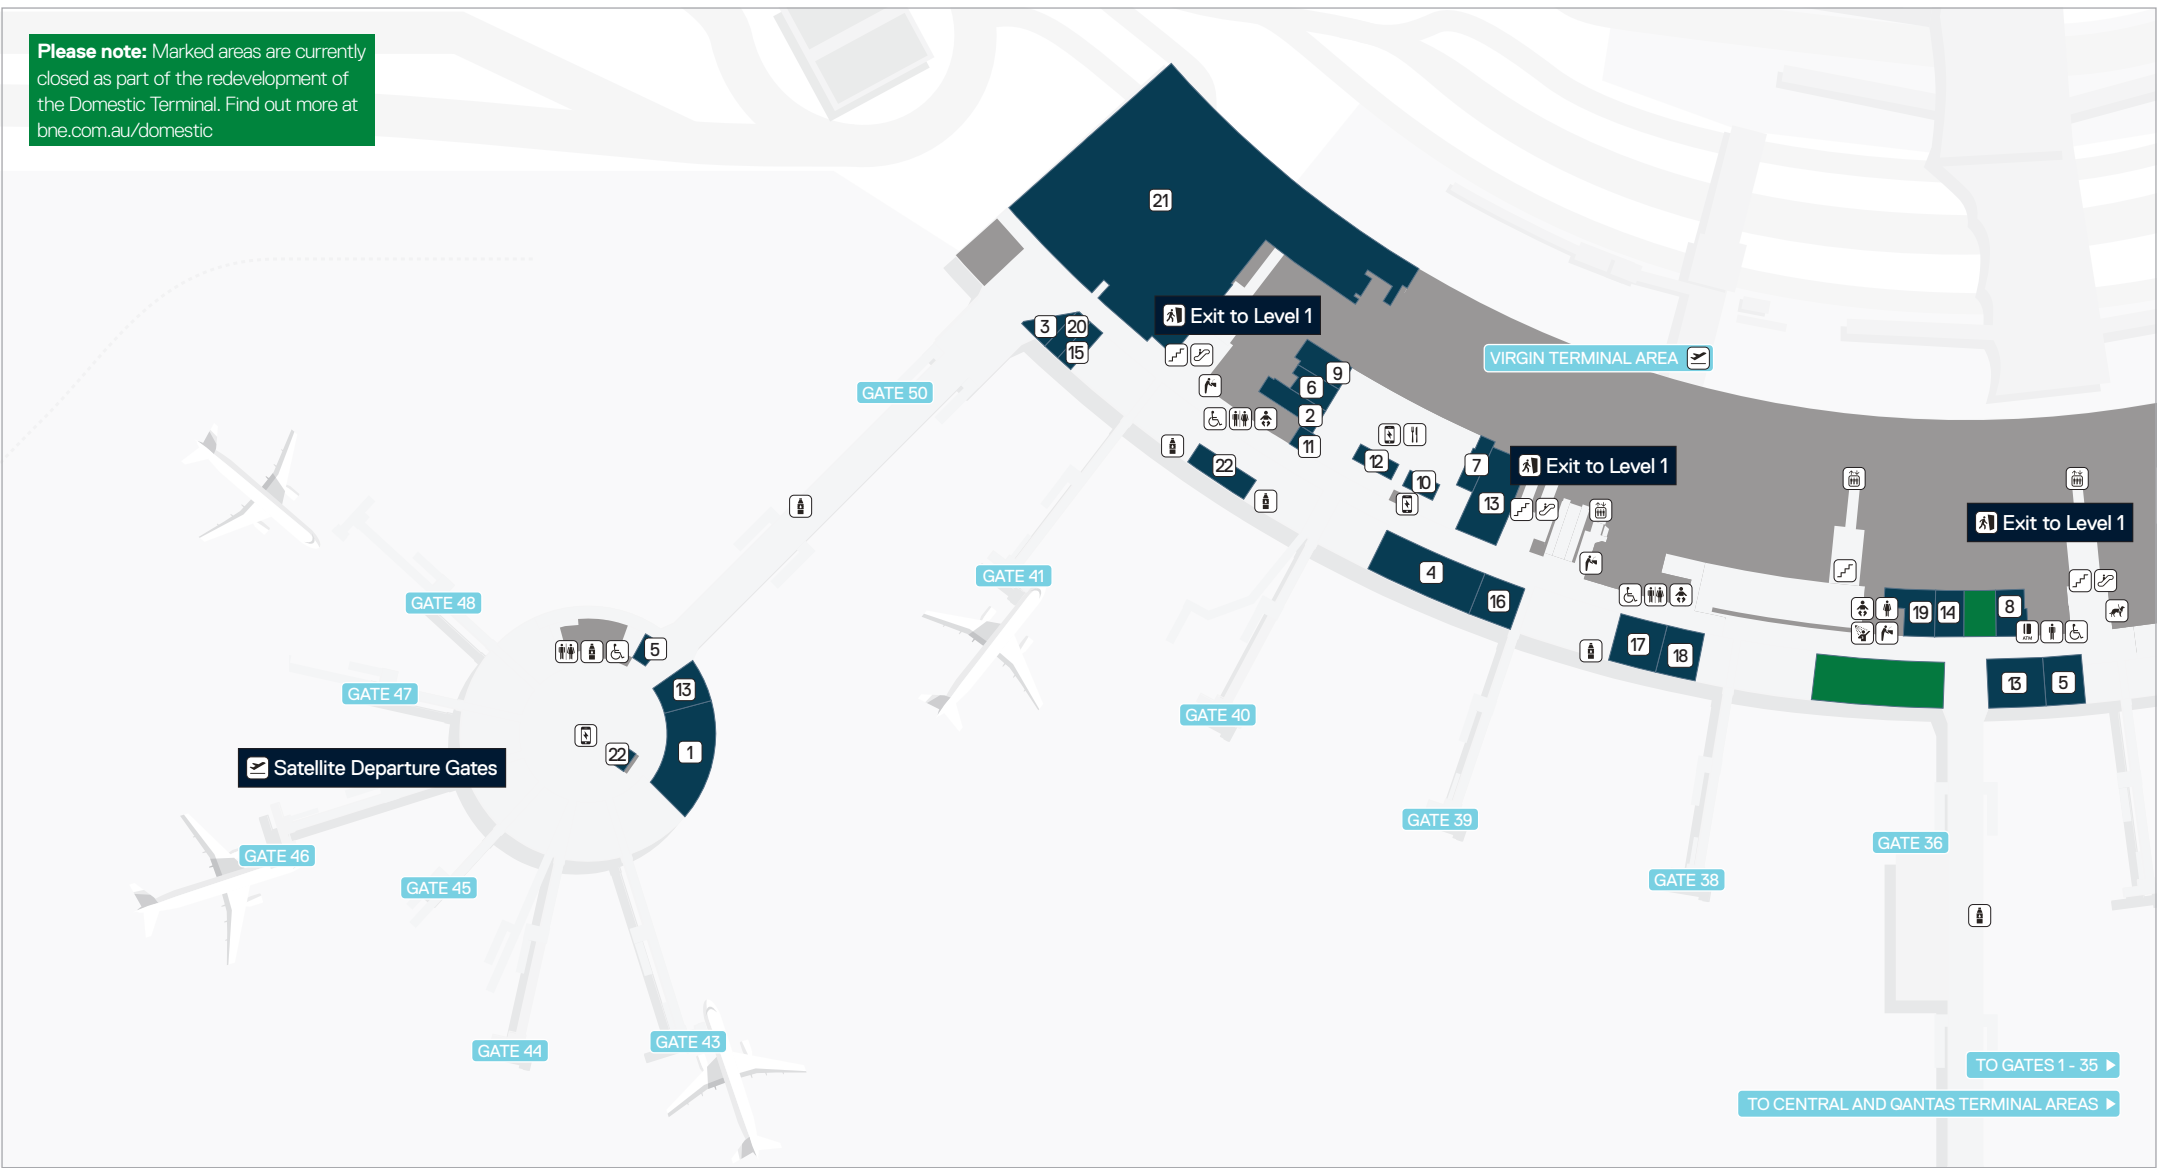 Please note: Marked areas are currently
closed as part of the redevelopment of
the Domestic Terminal. Find out more at
bne.com.au/domestic
21
Exit to Level 1
3
20
15
VIRGIN TERMINAL AREA
9
6
2
11
GATE 50
22
12
10
7
13
Exit to Level 1
Exit to Level 1
GATE 41
4
16
GATE 48
19
14
8
ATM
5
17
18
13
5
13
GATE 47
GATE 40
22
1
Satellite Departure Gates
GATE 39
GATE 36
GATE 46
GATE 45
GATE 38
GATE 44
GATE 43
TO GATES 1 - 35
TO CENTRAL AND QANTAS TERMINAL AREAS